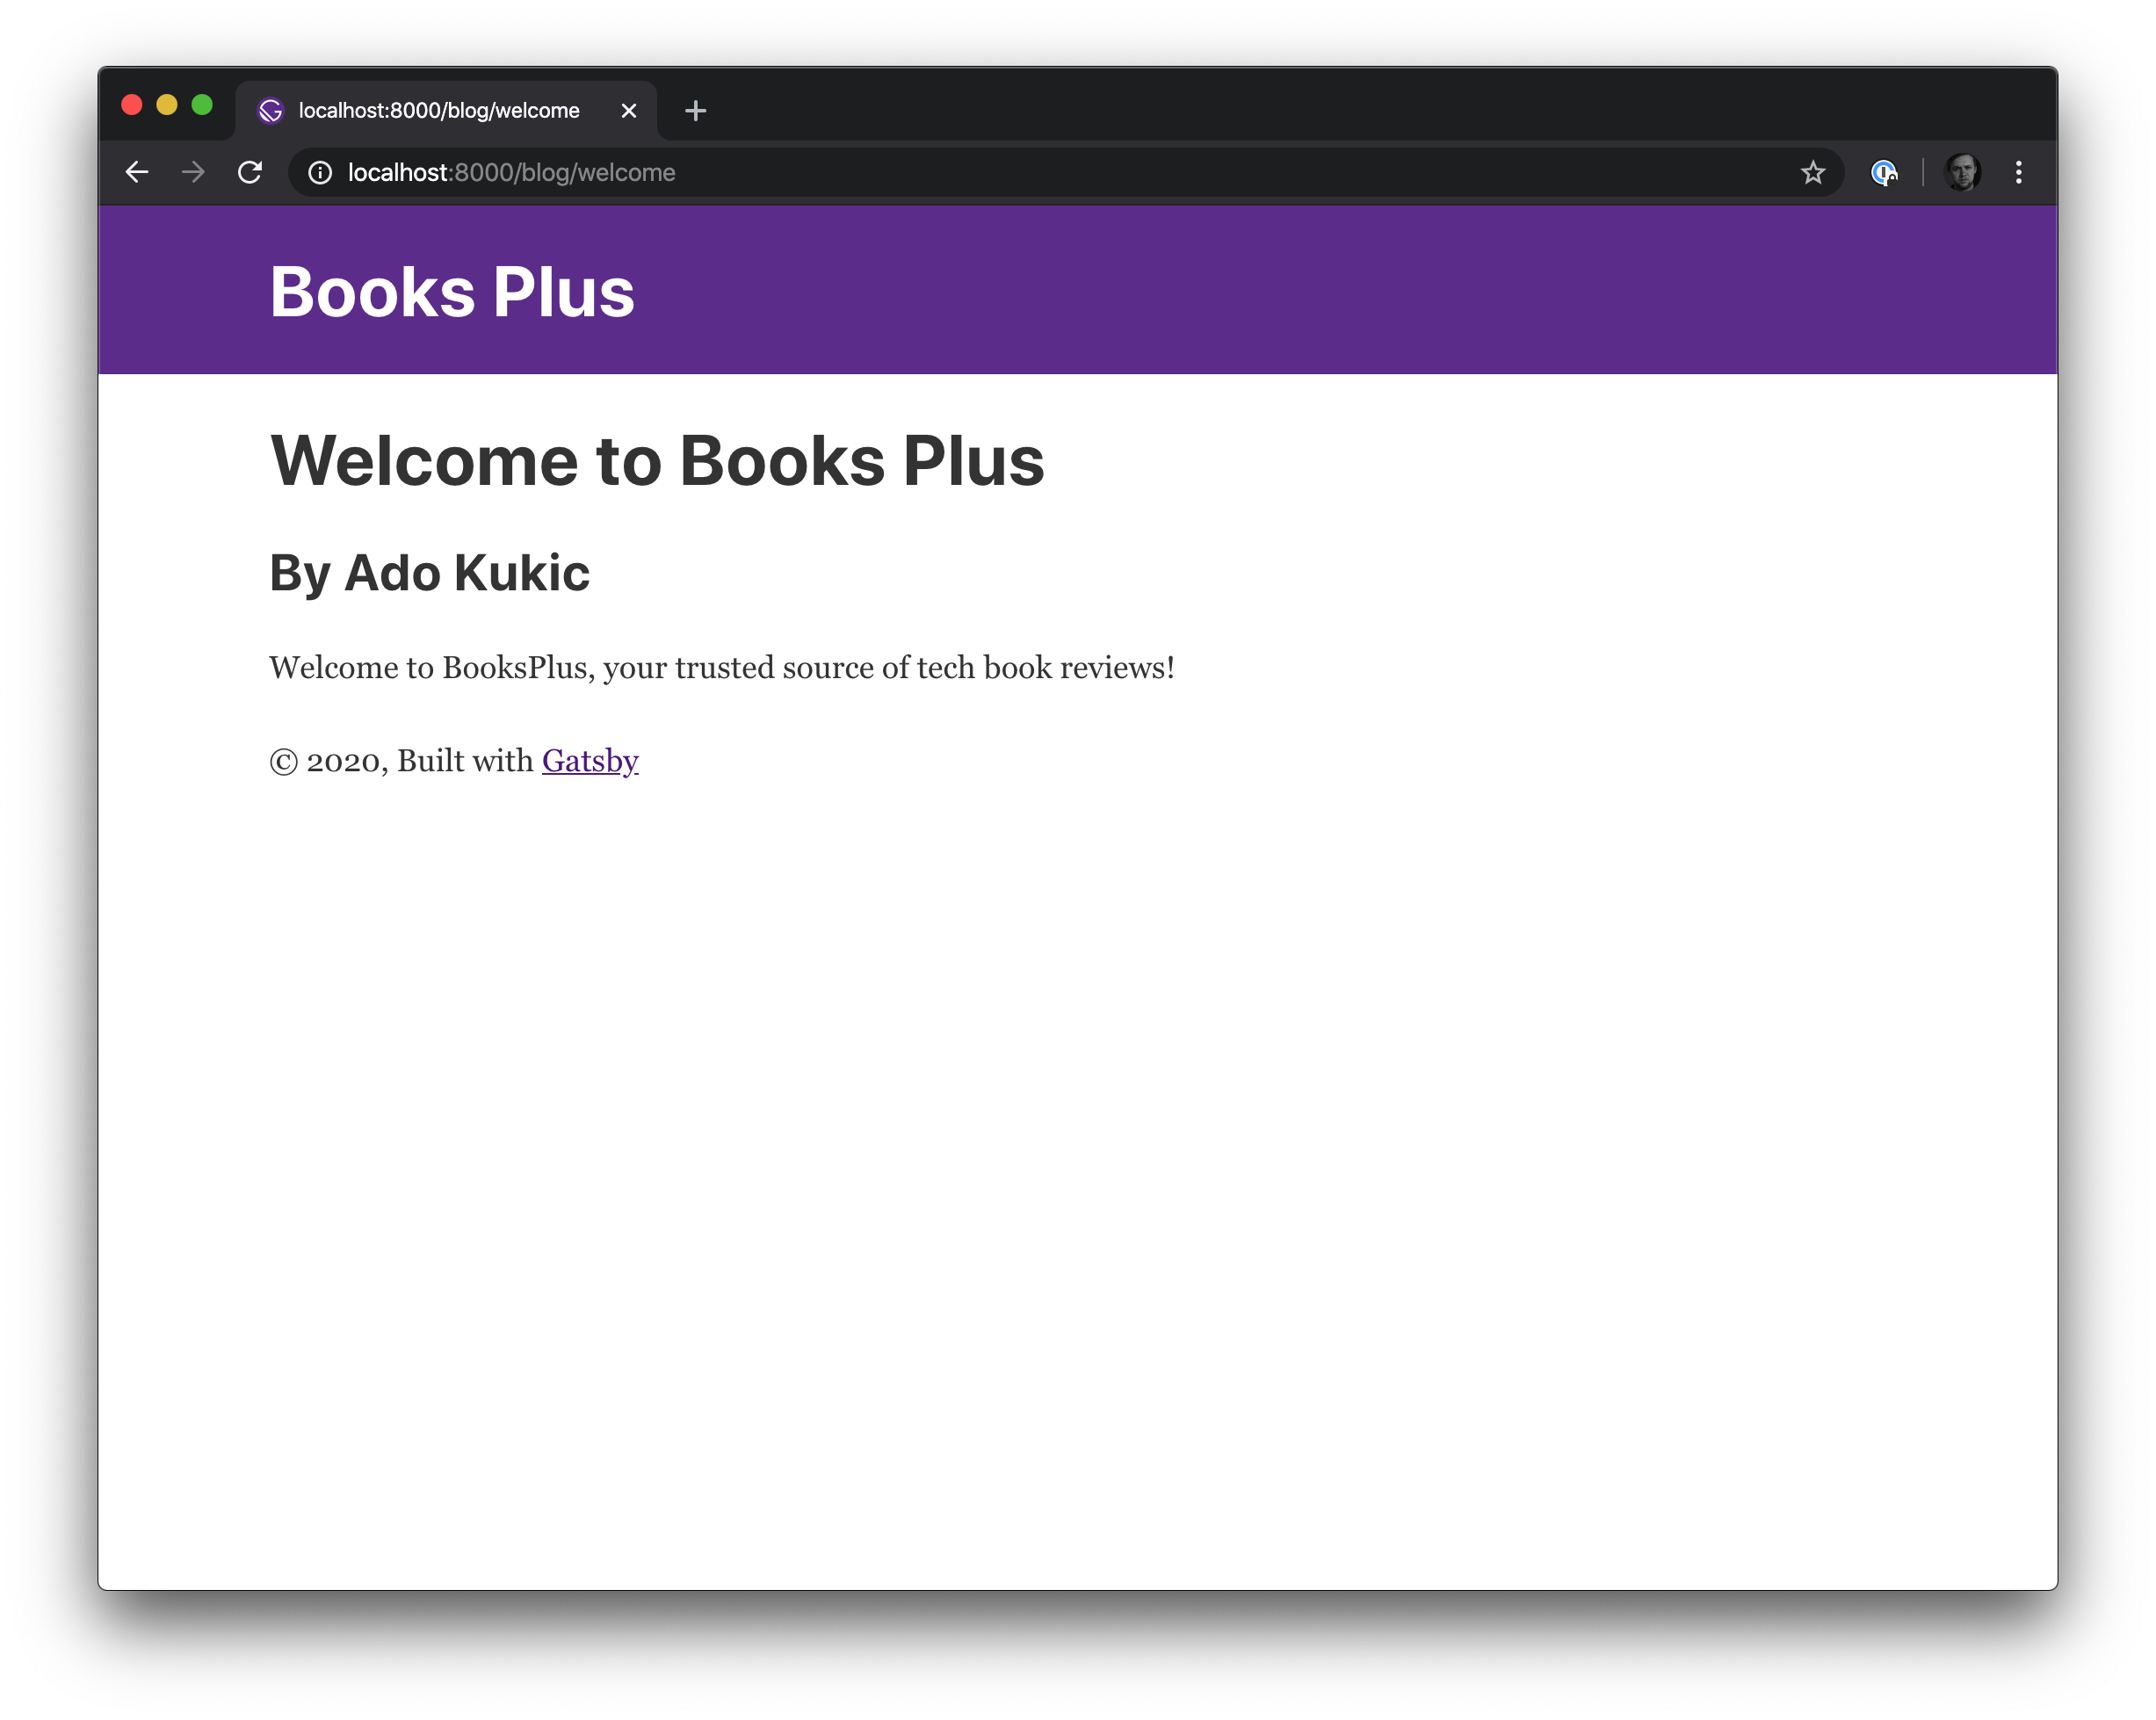 localhost:8000/blog/welcome
localhost:8000/blog/welcome
Books Plus
Welcome to Books Plus
By Ado Kukic
Welcome to BooksPlus, your trusted source of tech book reviews!
© 2020, Built with Gatsby